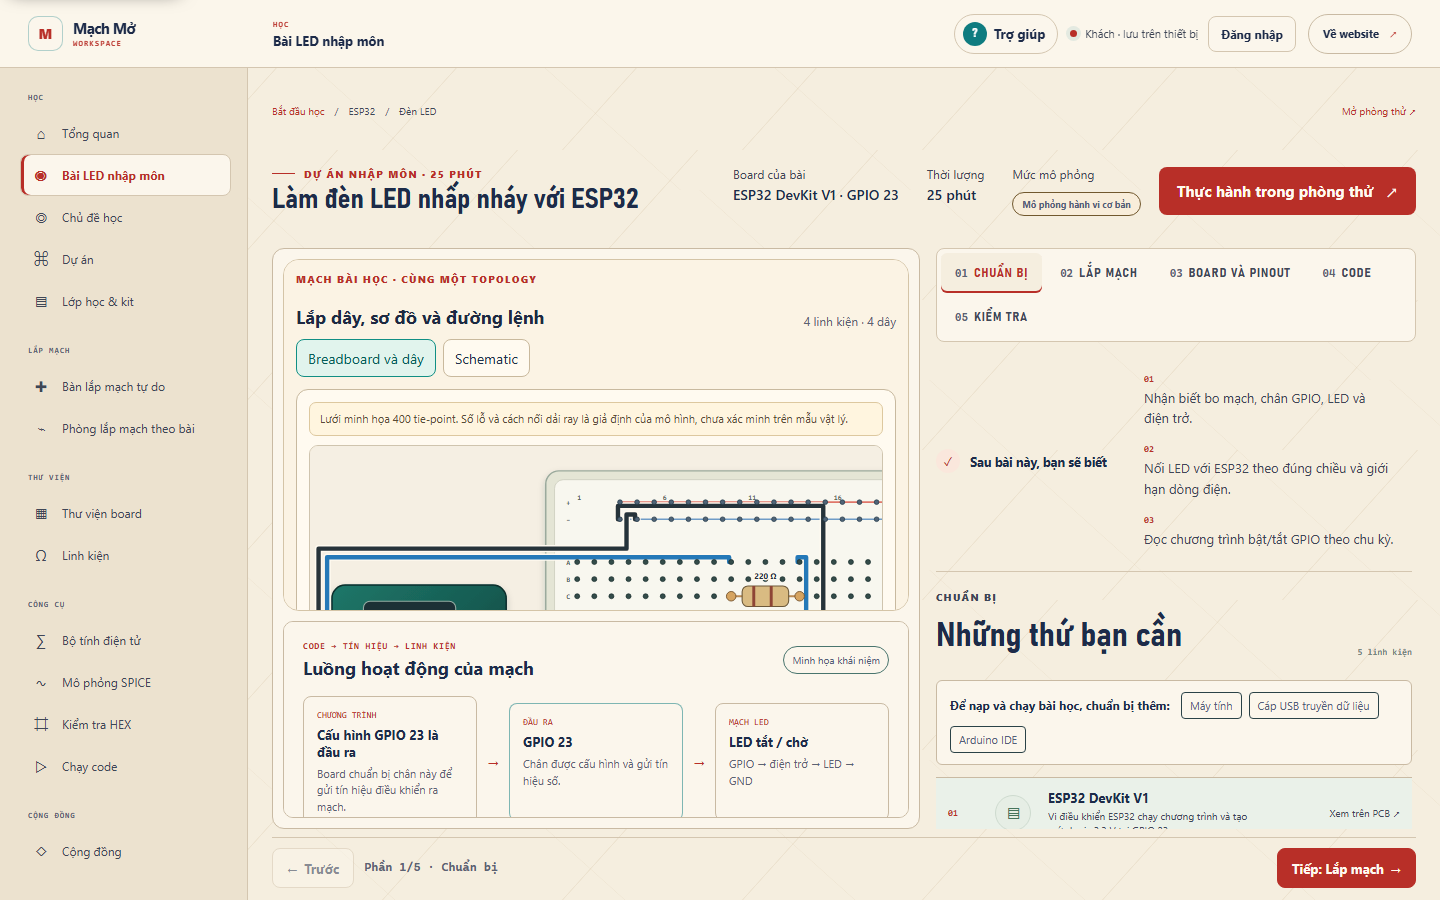 M
Mạch Mở
WORKSPACE
HỌC
Bài LED nhập môn
? Trợ giúp
Khách · lưu trên thiết bị
Đăng nhập
Về website ↗
HỌC
Tổng quan
Bài LED nhập môn
Chủ đề học
Dự án
Lớp học & kit
LẮP MẠCH
Bàn lắp mạch tự do
Phòng lắp mạch theo bài
THƯ VIỆN
Thư viện board
Linh kiện
CÔNG CỤ
Bộ tính điện tử
Mô phỏng SPICE
Kiểm tra HEX
Chạy code
CỘNG ĐỒNG
Cộng đồng
Bắt đầu học / ESP32 / Đèn LED
Mở phòng thử ↗
DỰ ÁN NHẬP MÔN · 25 PHÚT
Làm đèn LED nhấp nháy với ESP32
Board của bài
ESP32 DevKit V1 · GPIO 23
Thời lượng
25 phút
Mức mô phỏng
Mô phỏng hành vi cơ bản
Thực hành trong phòng thử ↗
MẠCH BÀI HỌC · CÙNG MỘT TOPOLOGY
Lắp dây, sơ đồ và đường lệnh
4 linh kiện · 4 dây
Breadboard và dây
Schematic
Lưới minh họa 400 tie-point. Số lỗ và cách nối dải ray là giả định của mô hình, chưa xác minh trên mẫu vật lý.
1 6 11 16
+
−
A
B
C
220 Ω
CODE → TÍN HIỆU → LINH KIỆN
Luồng hoạt động của mạch
Minh họa khái niệm
CHƯƠNG TRÌNH
Cấu hình GPIO 23 là
đầu ra
Board chuẩn bị chân này để
gửi tín hiệu điều khiển ra
mạch.
→
ĐẦU RA
GPIO 23
Chân được cấu hình và gửi tín
hiệu số.
→
MẠCH LED
LED tắt / chờ
GPIO → điện trở → LED →
GND
01 CHUẨN BỊ
02 LẮP MẠCH
03 BOARD VÀ PINOUT
04 CODE
05 KIỂM TRA
✓ Sau bài này, bạn sẽ biết
01
Nhận biết bo mạch, chân GPIO, LED và
điện trở.
02
Nối LED với ESP32 theo đúng chiều và giới
hạn dòng điện.
03
Đọc chương trình bật/tắt GPIO theo chu kỳ.
CHUẨN BỊ
Những thứ bạn cần
5 linh kiện
Để nạp và chạy bài học, chuẩn bị thêm:
Máy tính
Cáp USB truyền dữ liệu
Arduino IDE
01
ESP32 DevKit V1
Vi điều khiển ESP32 chạy chương trình và tạo
Xem trên PCB ↗
← Trước
Phần 1/5 · Chuẩn bị
Tiếp: Lắp mạch →